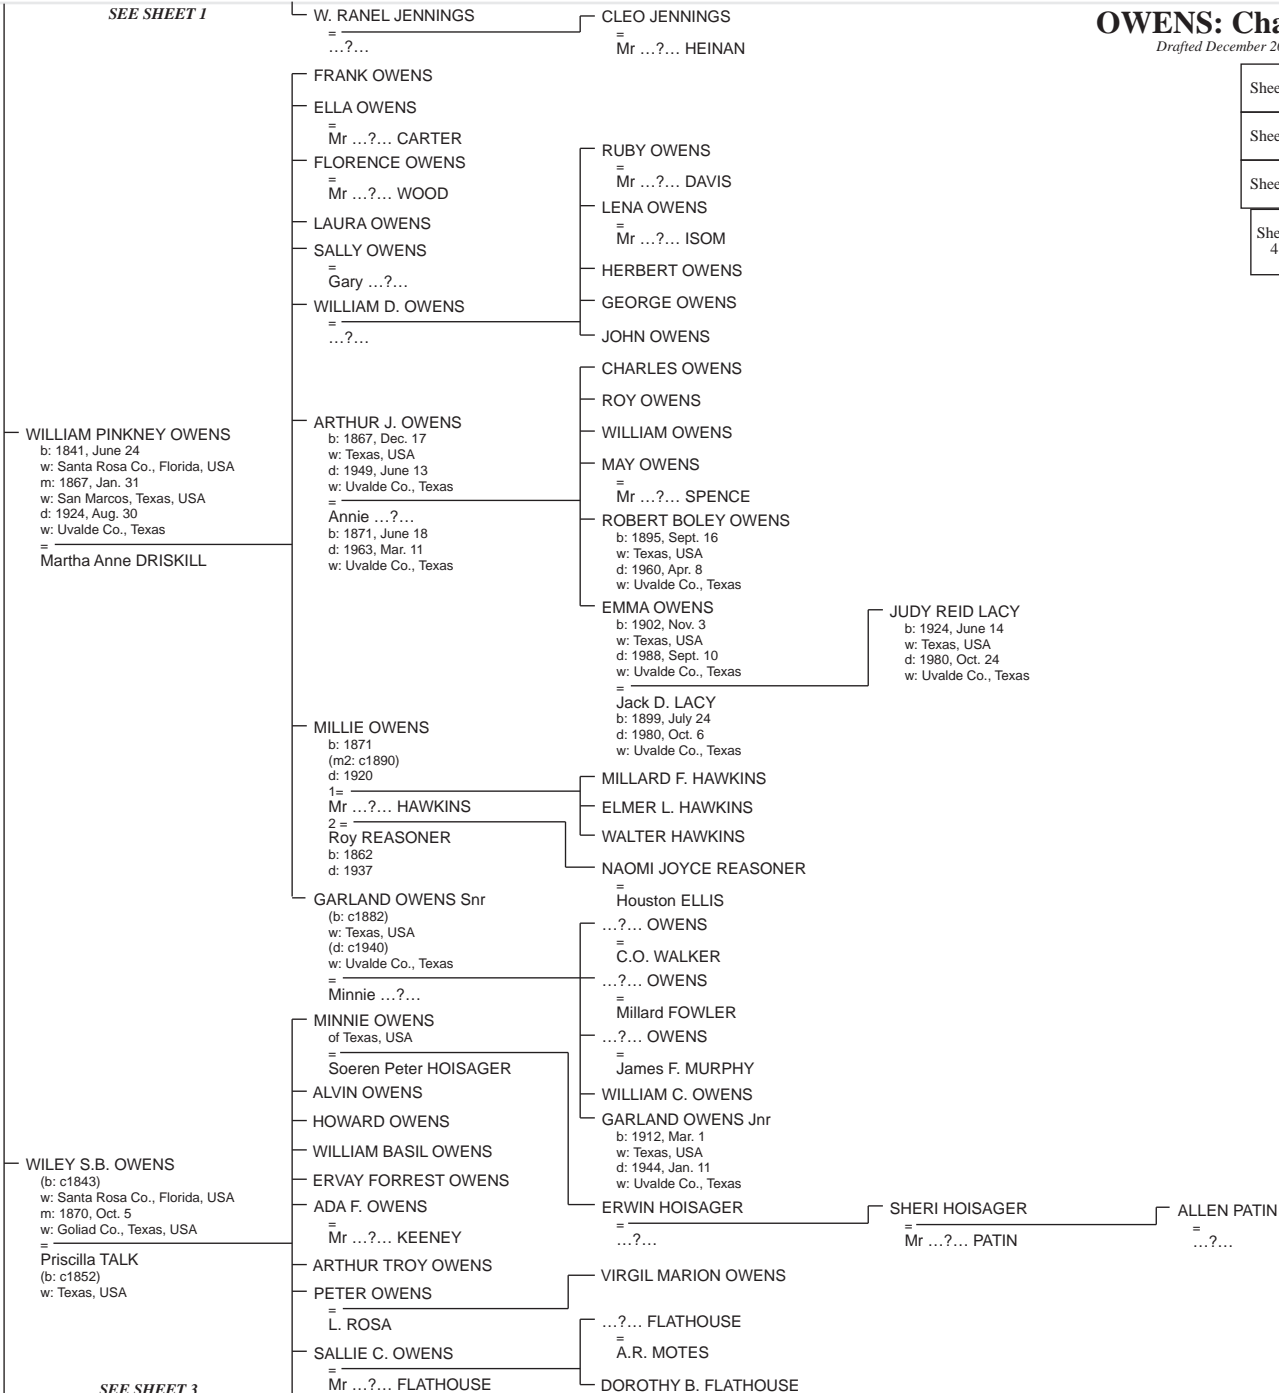 SEE SHEET 1
W. RANEL JENNINGS
=
...?...
CLEO JENNINGS
=
Mr ...?... HEINAN
OWENS: Cha
Drafted December 20
Shee
Shee
Shee
She
4
WILLIAM PINKNEY OWENS
b: 1841, June 24
w: Santa Rosa Co., Florida, USA
m: 1867, Jan. 31
w: San Marcos, Texas, USA
d: 1924, Aug. 30
w: Uvalde Co., Texas
=
Martha Anne DRISKILL
FRANK OWENS
ELLA OWENS
=
Mr ...?... CARTER
FLORENCE OWENS
=
Mr ...?... WOOD
LAURA OWENS
SALLY OWENS
=
Gary ...?...
WILLIAM D. OWENS
=
...?...
RUBY OWENS
=
Mr ...?... DAVIS
LENA OWENS
=
Mr ...?... ISOM
HERBERT OWENS
GEORGE OWENS
JOHN OWENS
ARTHUR J. OWENS
b: 1867, Dec. 17
w: Texas, USA
d: 1949, June 13
w: Uvalde Co., Texas
=
Annie ...?...
b: 1871, June 18
d: 1963, Mar. 11
w: Uvalde Co., Texas
CHARLES OWENS
ROY OWENS
WILLIAM OWENS
MAY OWENS
=
Mr ...?... SPENCE
ROBERT BOLEY OWENS
b: 1895, Sept. 16
w: Texas, USA
d: 1960, Apr. 8
w: Uvalde Co., Texas
EMMA OWENS
b: 1902, Nov. 3
w: Texas, USA
d: 1988, Sept. 10
w: Uvalde Co., Texas
=
Jack D. LACY
b: 1899, July 24
d: 1980, Oct. 6
w: Uvalde Co., Texas
JUDY REID LACY
b: 1924, June 14
w: Texas, USA
d: 1980, Oct. 24
w: Uvalde Co., Texas
MILLIE OWENS
b: 1871
(m2: c1890)
d: 1920
1=
Mr ...?... HAWKINS
2 =
Roy REASONER
b: 1862
d: 1937
MILLARD F. HAWKINS
ELMER L. HAWKINS
WALTER HAWKINS
NAOMI JOYCE REASONER
=
Houston ELLIS
GARLAND OWENS Snr
(b: c1882)
w: Texas, USA
(d: c1940)
w: Uvalde Co., Texas
=
Minnie ...?...
...?... OWENS
=
C.O. WALKER
...?... OWENS
=
Millard FOWLER
...?... OWENS
=
James F. MURPHY
WILLIAM C. OWENS
GARLAND OWENS Jnr
b: 1912, Mar. 1
w: Texas, USA
d: 1944, Jan. 11
w: Uvalde Co., Texas
WILEY S.B. OWENS
(b: c1843)
w: Santa Rosa Co., Florida, USA
m: 1870, Oct. 5
w: Goliad Co., Texas, USA
=
Priscilla TALK
(b: c1852)
w: Texas, USA
MINNIE OWENS
of Texas, USA
=
Soeren Peter HOISAGER
ALVIN OWENS
HOWARD OWENS
WILLIAM BASIL OWENS
ERVAY FORREST OWENS
ADA F. OWENS
=
Mr ...?... KEENEY
ARTHUR TROY OWENS
PETER OWENS
=
L. ROSA
SALLIE C. OWENS
=
Mr ...?... FLATHOUSE
ERWIN HOISAGER
=
...?...
SHERI HOISAGER
=
Mr ...?... PATIN
ALLEN PATIN
=
...?...
VIRGIL MARION OWENS
...?... FLATHOUSE
=
A.R. MOTES
DOROTHY B. FLATHOUSE
SEE SHEET 3